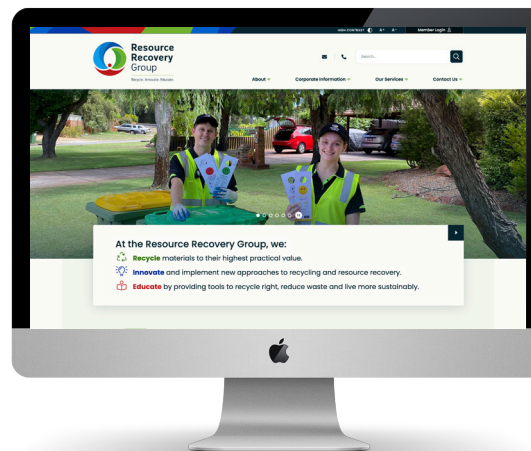 HIGH CONTRAST A+ A- Member Login
Resource
Recovery
Group
Recycle. Innovate. Educate.
Search...
About Corporate Information Our Services Contact Us
At the Resource Recovery Group, we:
Recycle materials to their highest practical value.
Innovate and implement new approaches to recycling and resource recovery.
Educate by providing tools to recycle right, reduce waste and live more sustainably.